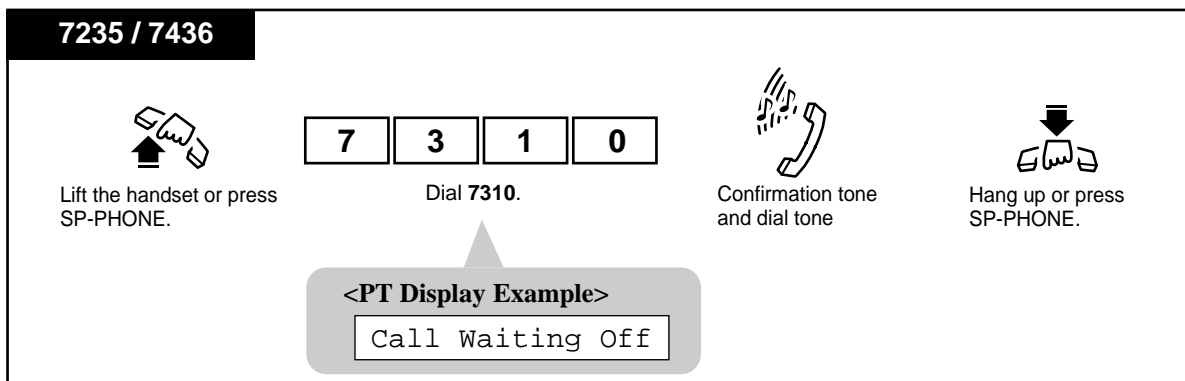 7235 / 7436
7 3 1 0
Lift the handset or press
SP-PHONE.
Dial 7310.
Confirmation tone
and dial tone
Hang up or press
SP-PHONE.
<PT Display Example>
Call Waiting Off